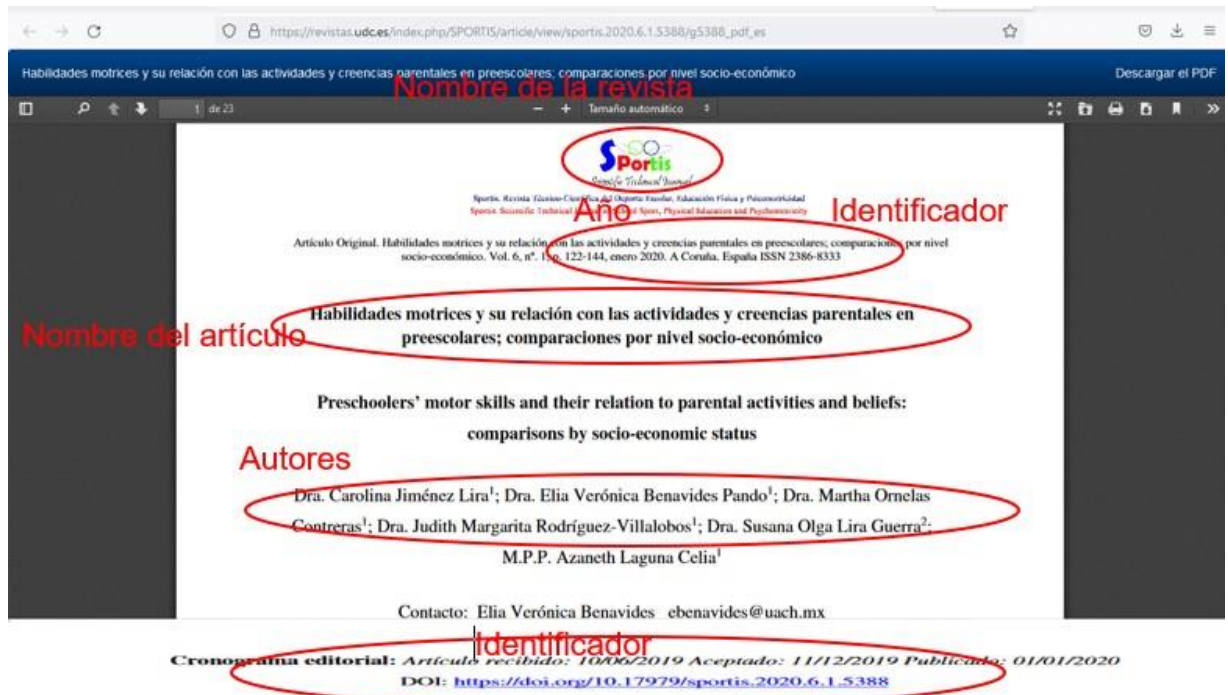 https://revistas.udc.es/index.php/SPORTIS/article/view/sportis.2020.6.1.5388/g5388_pdf_es
Habilidades motrices y su relación con las actividades y creencias parentales en preescolares; comparaciones por nivel socio-económico
Descargar el PDF
Nombre de la revista
1 de 23
Tamaño automático
SPortis
Scientific Technical Journal
Sportis. Revista Técnico-Científica del Deporte Escolar, Educación Física y Psicomotricidad
Sportis. Scientific Technical Journal of School Sport, Physical Education and Psychomotricity
Año
Identificador
Artículo Original. Habilidades motrices y su relación con las actividades y creencias parentales en preescolares; comparaciones por nivel
socio-económico. Vol. 6, nº. 1; p. 122-144, enero 2020. A Coruña. España ISSN 2386-8333
Nombre del artículo
Habilidades motrices y su relación con las actividades y creencias parentales en
preescolares; comparaciones por nivel socio-económico
Preschoolers’ motor skills and their relation to parental activities and beliefs:
comparisons by socio-economic status
Autores
Dra. Carolina Jiménez Lira1; Dra. Elia Verónica Benavides Pando1; Dra. Martha Ornelas
Contreras1; Dra. Judith Margarita Rodríguez-Villalobos1; Dra. Susana Olga Lira Guerra2;
M.P.P. Azaneth Laguna Celia1
Contacto: Elia Verónica Benavides ebenavides@uach.mx
Identificador
Cronograma editorial: Artículo recibido: 10/06/2019 Aceptado: 11/12/2019 Publicado: 01/01/2020
DOI: https://doi.org/10.17979/sportis.2020.6.1.5388